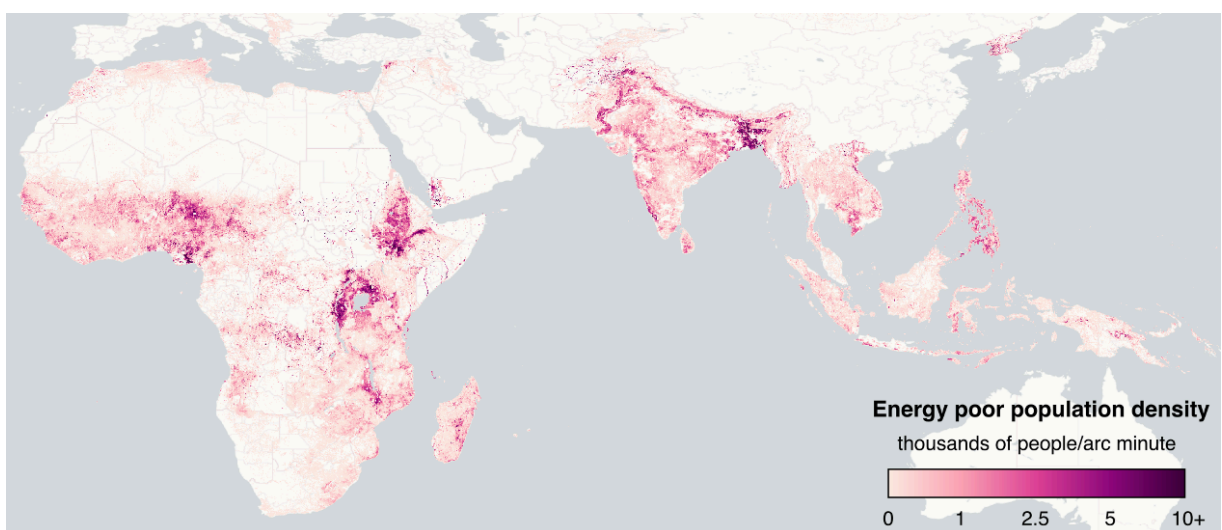 Energy poor population density
thousands of people/arc minute
0 1 2.5 5 10+